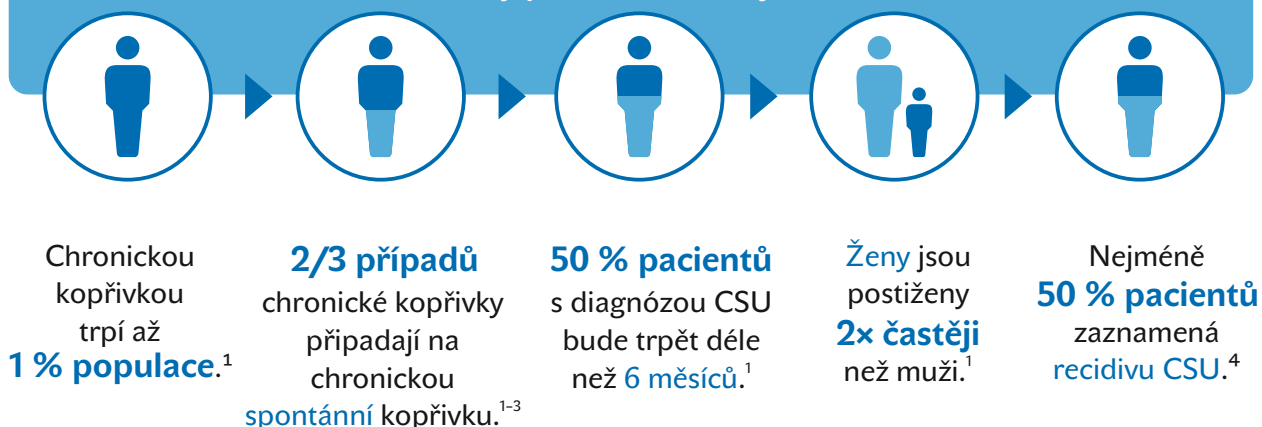 Chronickou
kopřivkou
trpí až
1 % populace.¹
2/3 případů
chronické kopřivky
připadají na
chronickou
spontánní kopřivku.¹⁻³
50 % pacientů
s diagnózou CSU
bude trpět déle
než 6 měsíců.¹
Ženy jsou
postiženy
2× častěji
než muži.¹
Nejméně
50 % pacientů
zaznamená
recidivu CSU.⁴